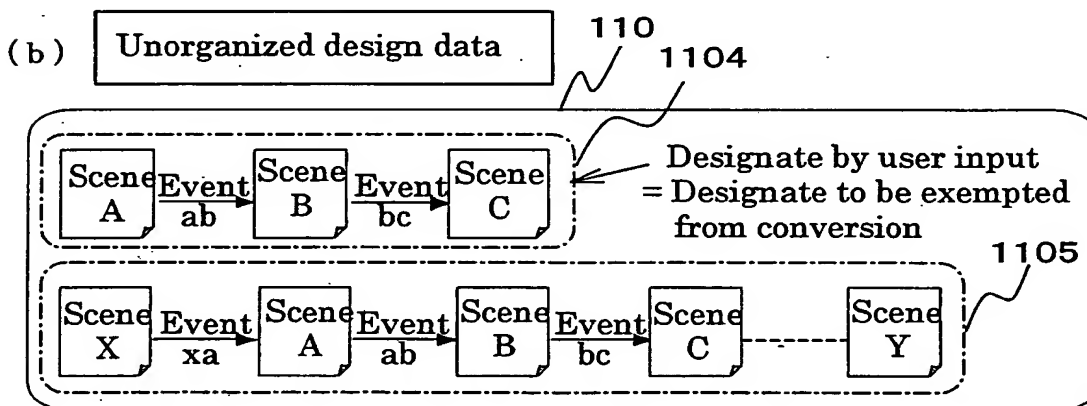 (b) Unorganized design data
110
1104
Scene A Event ab Scene B Event bc Scene C
Designate by user input
= Designate to be exempted
from conversion
1105
Scene X Event xa Scene A Event ab Scene B Event bc Scene C Scene Y